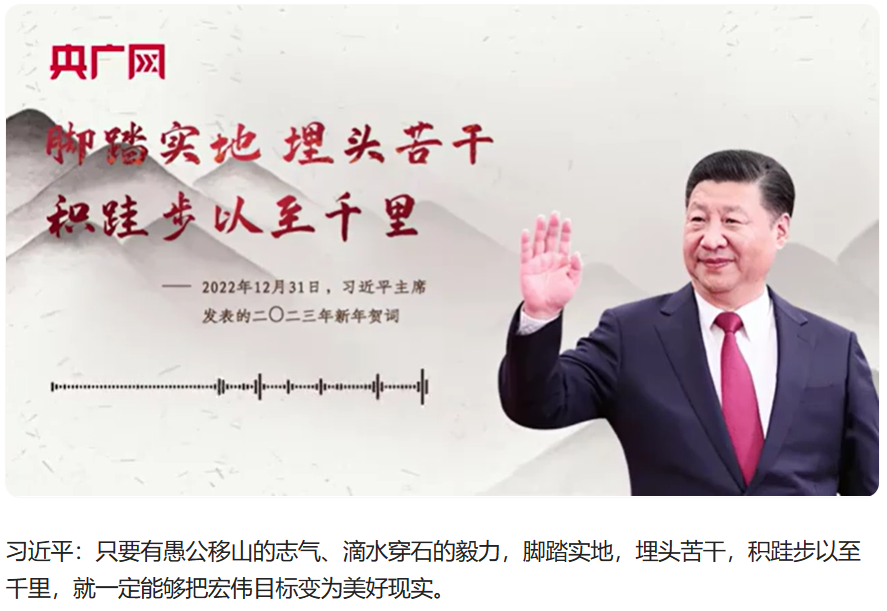 央广网
脚踏实地 埋头苦干
积跬步以至千里
—— 2022年12月31日，习近平主席
发表的二〇二三年新年贺词
习近平：只要有愚公移山的志气、滴水穿石的毅力，脚踏实地，埋头苦干，积跬步以至
千里，就一定能够把宏伟目标变为美好现实。